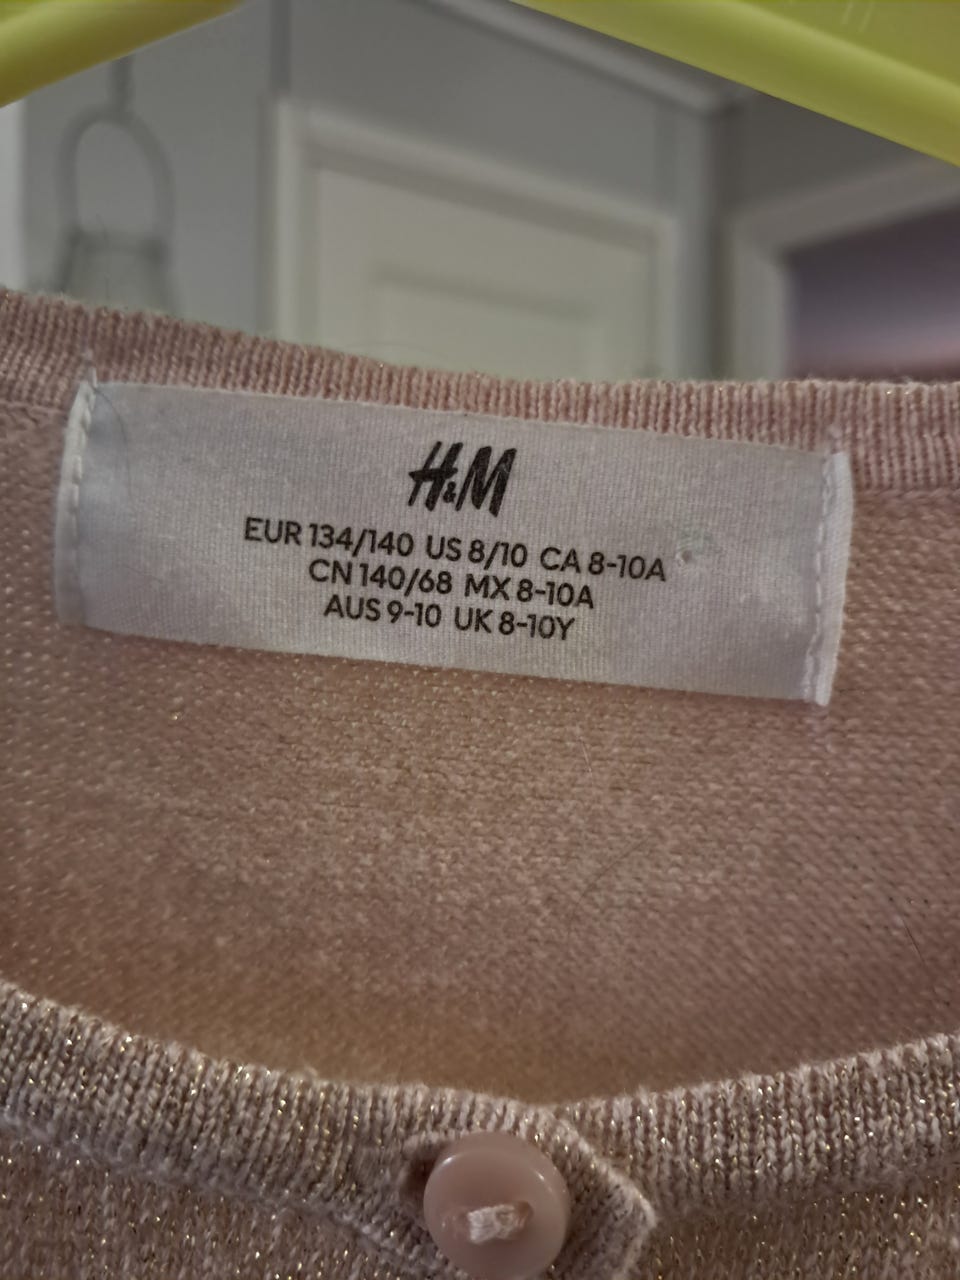 H&M
EUR 134/140 US 8/10 CA 8-10A
CN 140/68 MX 8-10A
AUS 9-10 UK 8-10Y